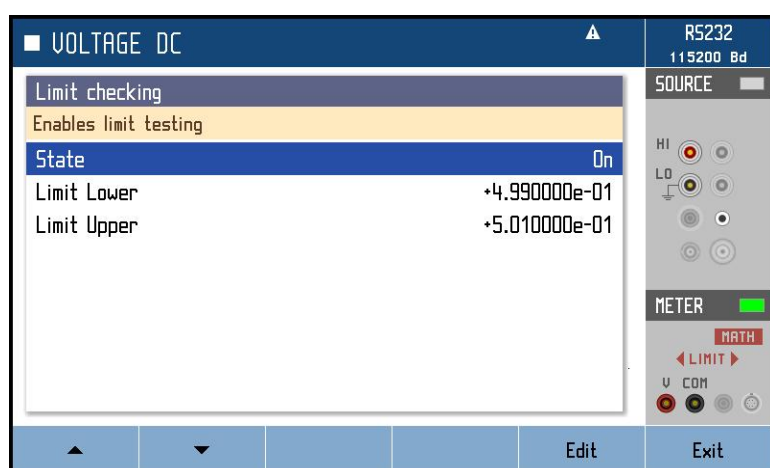 VOLTAGE DC
RS232
115200 Bd
Limit checking
Enables limit testing
State On
Limit Lower +4.990000e-01
Limit Upper +5.010000e-01
SOURCE
HI
LO
METER
MATH
LIMIT
V COM
Edit
Exit